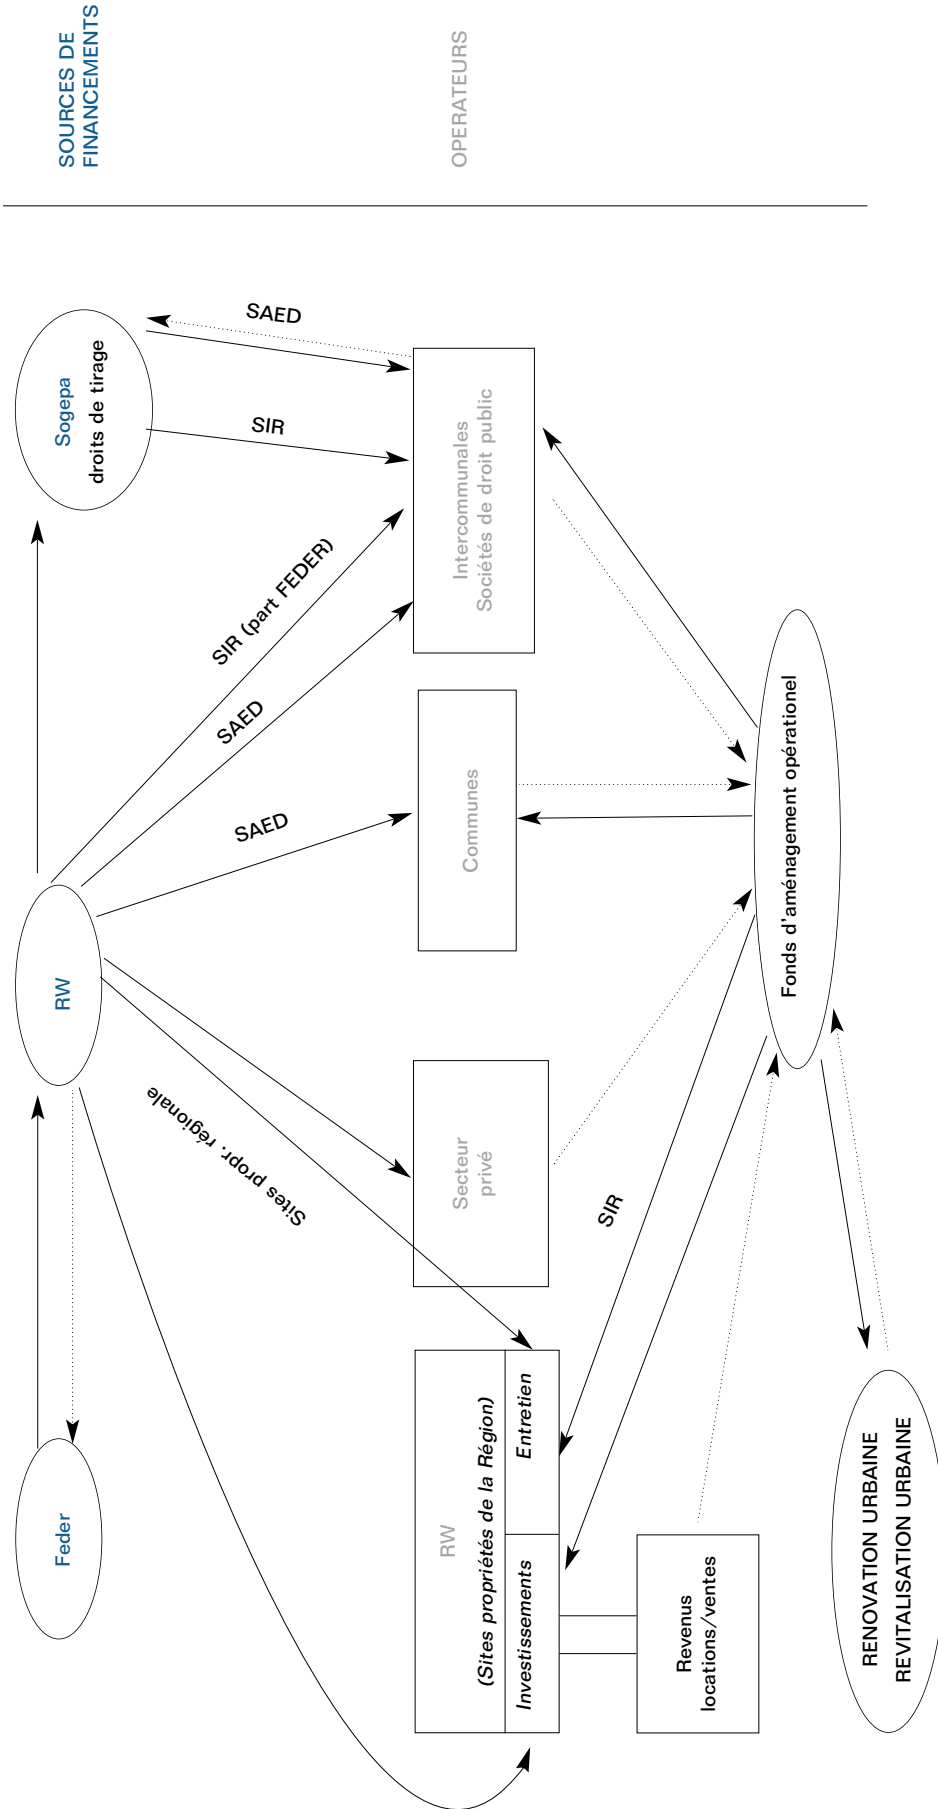 SOURCES DE
FINANCEMENTS
Feder
RW
Sogepa
droits de tirage
Sites propr. régionale
SAED
SAED
SIR (part FEDER)
SIR
SAED
OPERATEURS
RW
(Sites propriétés de la Région)
Investissements
Entretien
Secteur
privé
Communes
Intercommunales
Sociétés de droit public
SIR
Revenus
locations/ventes
Fonds d'aménagement opérationel
RENOVATION URBAINE
REVITALISATION URBAINE